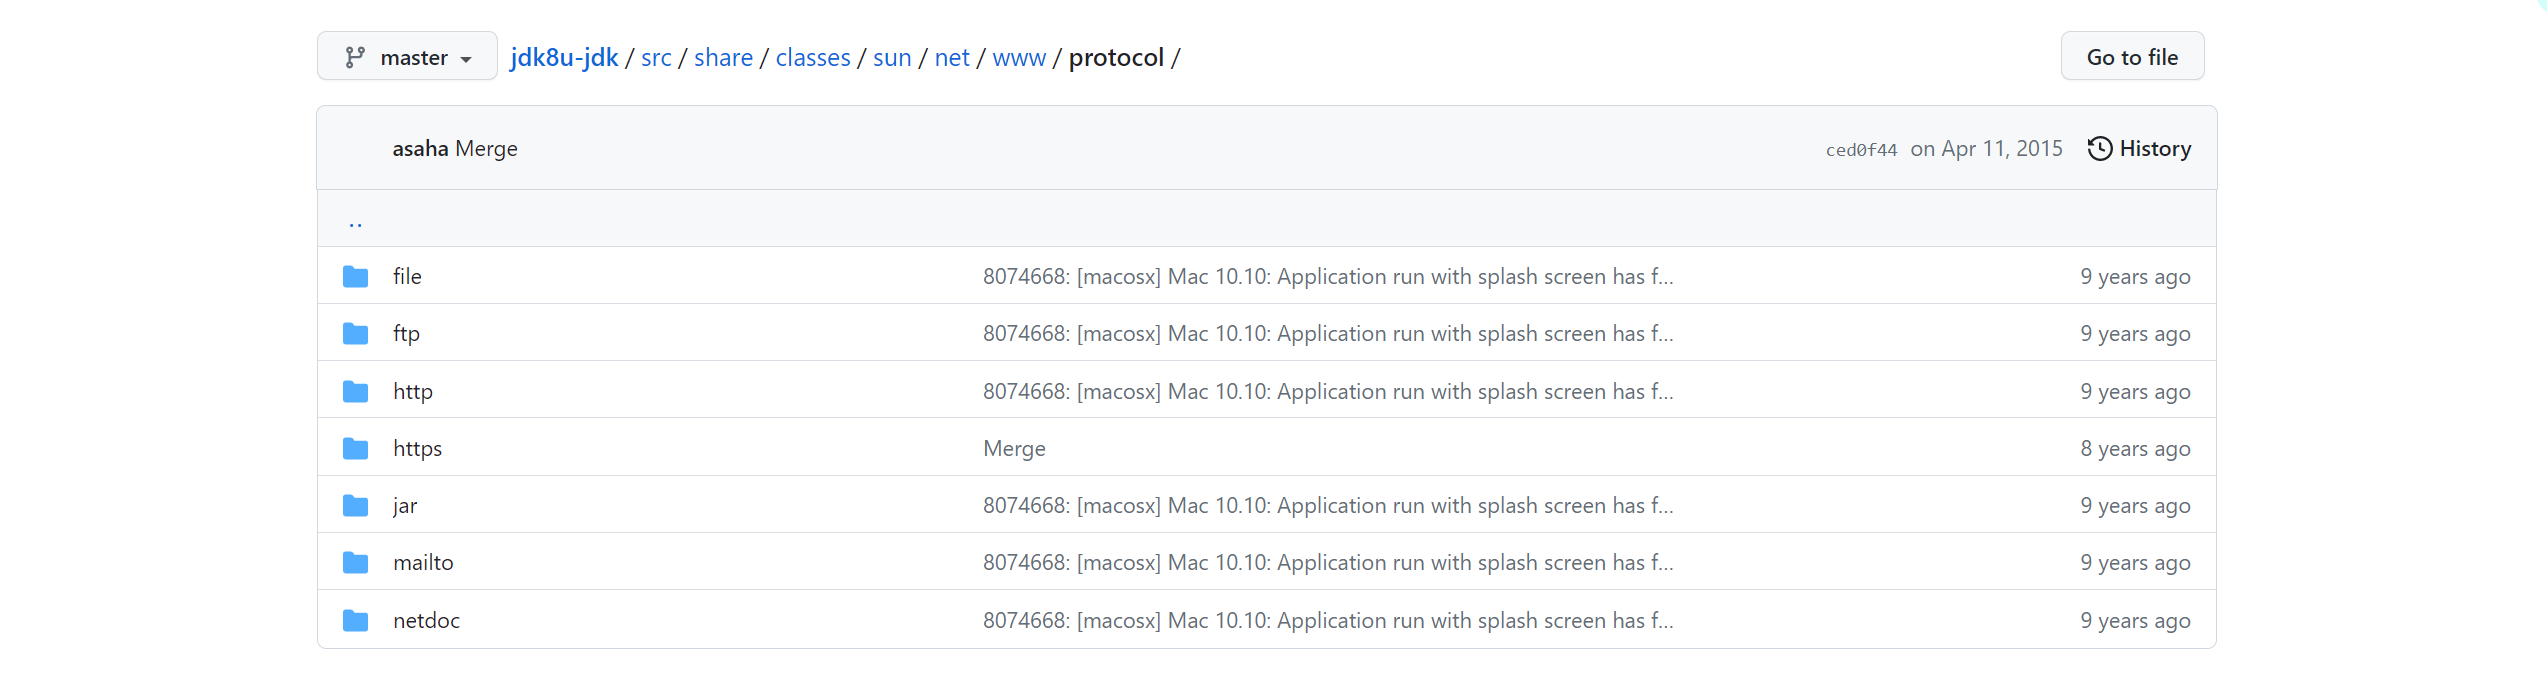 master jdk8u-jdk / src / share / classes / sun / net / www / protocol / Go to file
asaha Merge ced0f44 on Apr 11, 2015 History
..
file 8074668: [macosx] Mac 10.10: Application run with splash screen has f... 9 years ago
ftp 8074668: [macosx] Mac 10.10: Application run with splash screen has f... 9 years ago
http 8074668: [macosx] Mac 10.10: Application run with splash screen has f... 9 years ago
https Merge 8 years ago
jar 8074668: [macosx] Mac 10.10: Application run with splash screen has f... 9 years ago
mailto 8074668: [macosx] Mac 10.10: Application run with splash screen has f... 9 years ago
netdoc 8074668: [macosx] Mac 10.10: Application run with splash screen has f... 9 years ago